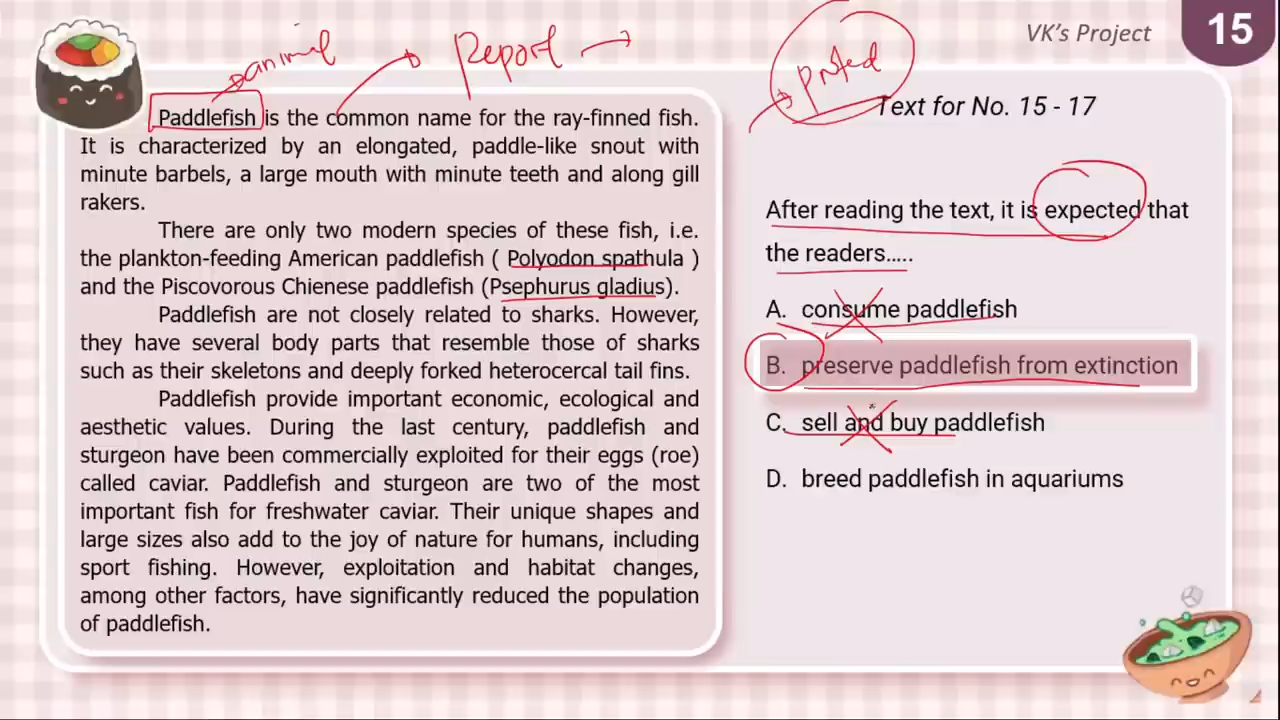 VK's Project
15
animal
Report
Paddlefish is the common name for the ray-finned fish.
It is characterized by an elongated, paddle-like snout with
minute barbels, a large mouth with minute teeth and along gill
rakers.
There are only two modern species of these fish, i.e.
the plankton-feeding American paddlefish ( Polyodon spathula )
and the Piscovorous Chienese paddlefish (Psephurus gladius).
Paddlefish are not closely related to sharks. However,
they have several body parts that resemble those of sharks
such as their skeletons and deeply forked heterocercal tail fins.
Paddlefish provide important economic, ecological and
aesthetic values. During the last century, paddlefish and
sturgeon have been commercially exploited for their eggs (roe)
called caviar. Paddlefish and sturgeon are two of the most
important fish for freshwater caviar. Their unique shapes and
large sizes also add to the joy of nature for humans, including
sport fishing. However, exploitation and habitat changes,
among other factors, have significantly reduced the population
of paddlefish.
Text for No. 15 - 17
After reading the text, it is expected that
the readers.....
A. consume paddlefish
B. preserve paddlefish from extinction
C. sell and buy paddlefish
D. breed paddlefish in aquariums